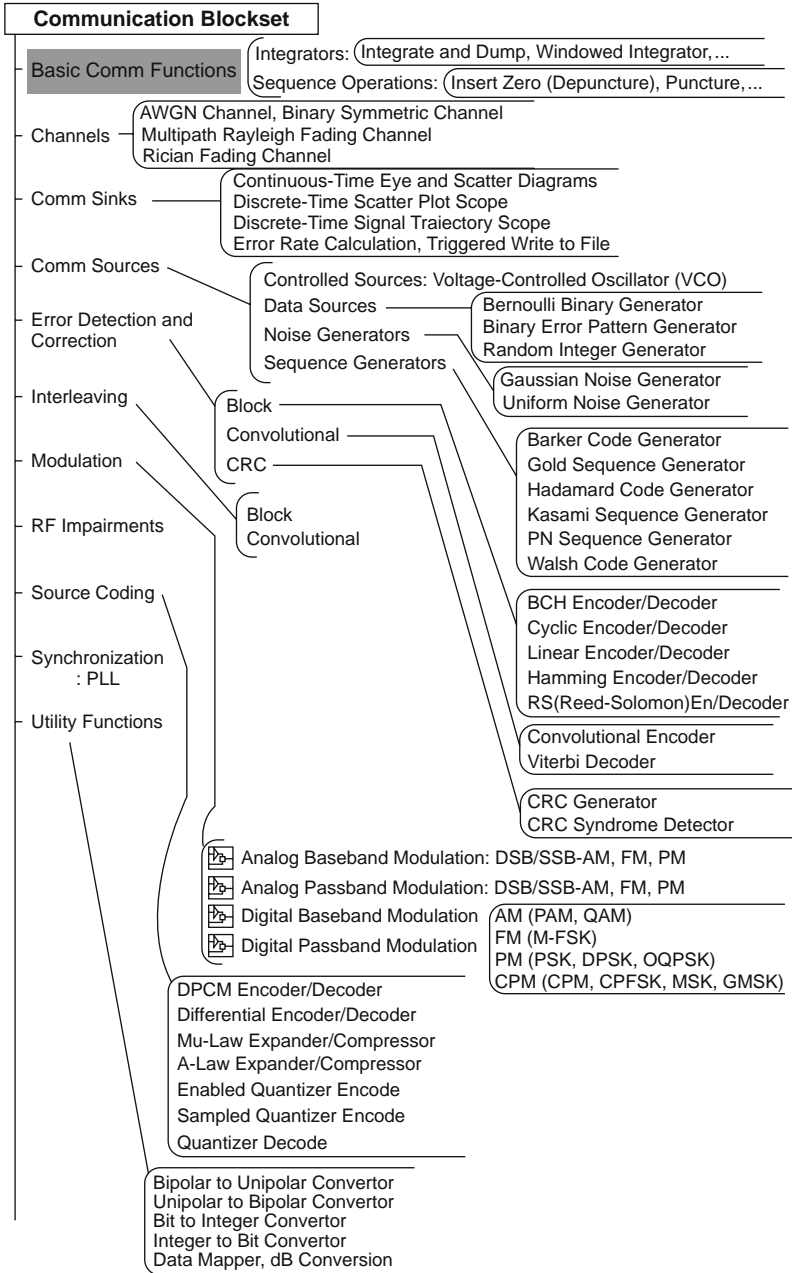 Communication Blockset
Basic Comm Functions
Integrators: Integrate and Dump, Windowed Integrator,...
Sequence Operations: Insert Zero (Depuncture), Puncture,...
Channels
AWGN Channel, Binary Symmetric Channel
Multipath Rayleigh Fading Channel
Rician Fading Channel
Comm Sinks
Continuous-Time Eye and Scatter Diagrams
Discrete-Time Scatter Plot Scope
Discrete-Time Signal Traiectory Scope
Error Rate Calculation, Triggered Write to File
Comm Sources
Controlled Sources: Voltage-Controlled Oscillator (VCO)
Data Sources
Bernoulli Binary Generator
Binary Error Pattern Generator
Random Integer Generator
Noise Generators
Gaussian Noise Generator
Uniform Noise Generator
Sequence Generators
Barker Code Generator
Gold Sequence Generator
Hadamard Code Generator
Kasami Sequence Generator
PN Sequence Generator
Walsh Code Generator
Error Detection and
Correction
Block
Convolutional
CRC
BCH Encoder/Decoder
Cyclic Encoder/Decoder
Linear Encoder/Decoder
Hamming Encoder/Decoder
RS(Reed-Solomon)En/Decoder
Convolutional Encoder
Viterbi Decoder
CRC Generator
CRC Syndrome Detector
Interleaving
Block
Convolutional
Modulation
Analog Baseband Modulation: DSB/SSB-AM, FM, PM
Analog Passband Modulation: DSB/SSB-AM, FM, PM
Digital Baseband Modulation
Digital Passband Modulation
AM (PAM, QAM)
FM (M-FSK)
PM (PSK, DPSK, OQPSK)
CPM (CPM, CPFSK, MSK, GMSK)
RF Impairments
Source Coding
DPCM Encoder/Decoder
Differential Encoder/Decoder
Mu-Law Expander/Compressor
A-Law Expander/Compressor
Enabled Quantizer Encode
Sampled Quantizer Encode
Quantizer Decode
Synchronization
: PLL
Utility Functions
Bipolar to Unipolar Convertor
Unipolar to Bipolar Convertor
Bit to Integer Convertor
Integer to Bit Convertor
Data Mapper, dB Conversion